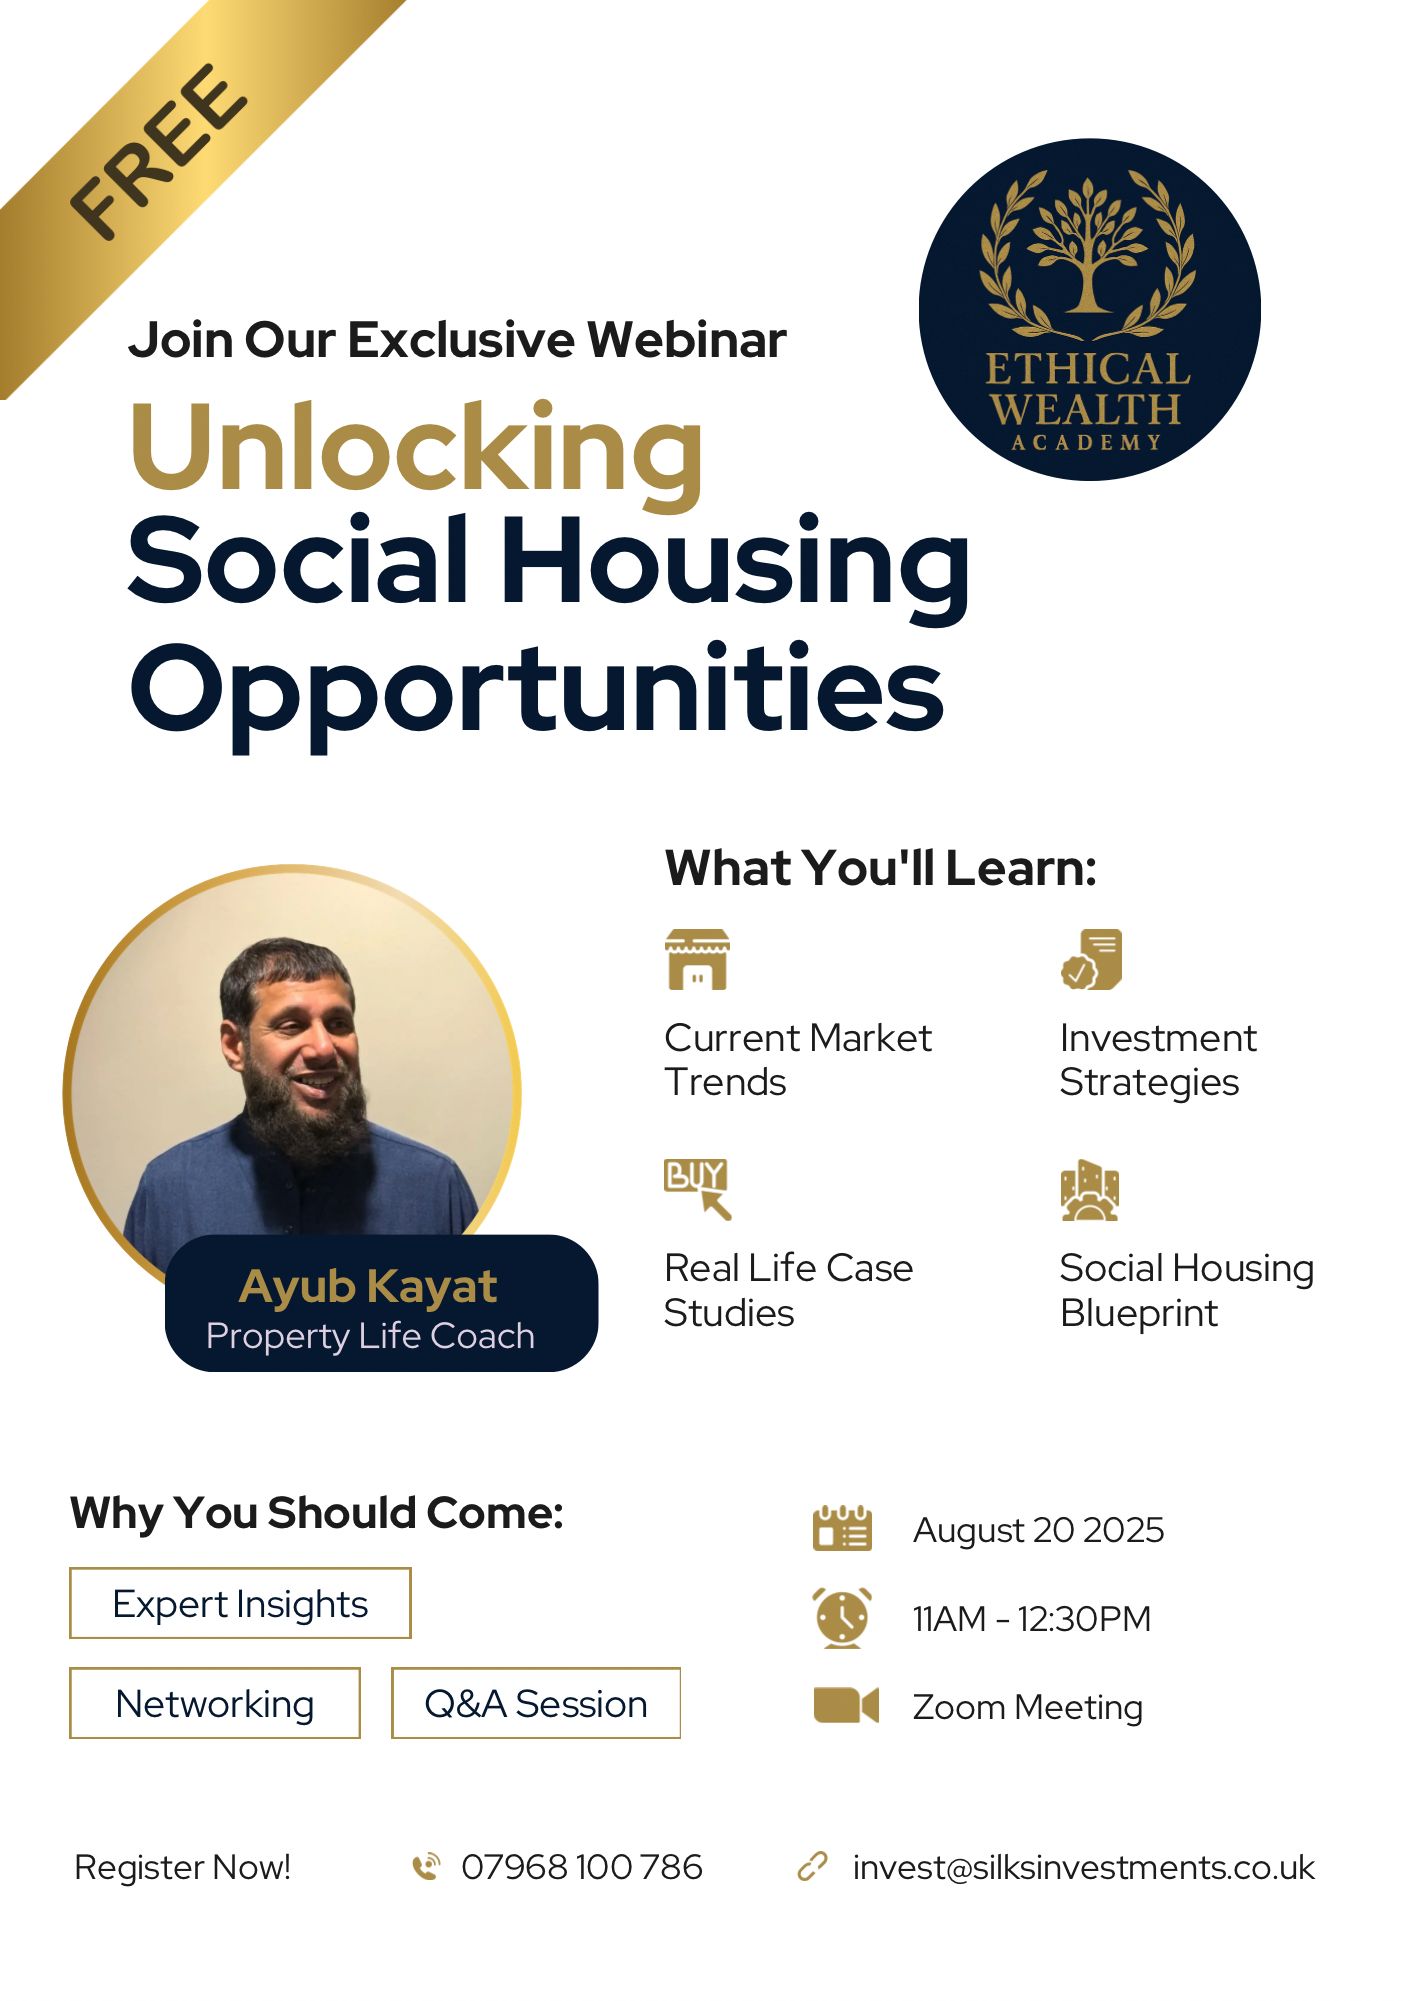 FREE
ETHICAL
WEALTH
ACADEMY
Join Our Exclusive Webinar
Unlocking
Social Housing
Opportunities
What You'll Learn:
Current Market
Trends
Investment
Strategies
BUY
Real Life Case
Studies
Social Housing
Blueprint
Ayub Kayat
Property Life Coach
Why You Should Come:
Expert Insights
Networking
Q&A Session
August 20 2025
11AM - 12:30PM
Zoom Meeting
Register Now!
07968 100 786
invest@silksinvestments.co.uk